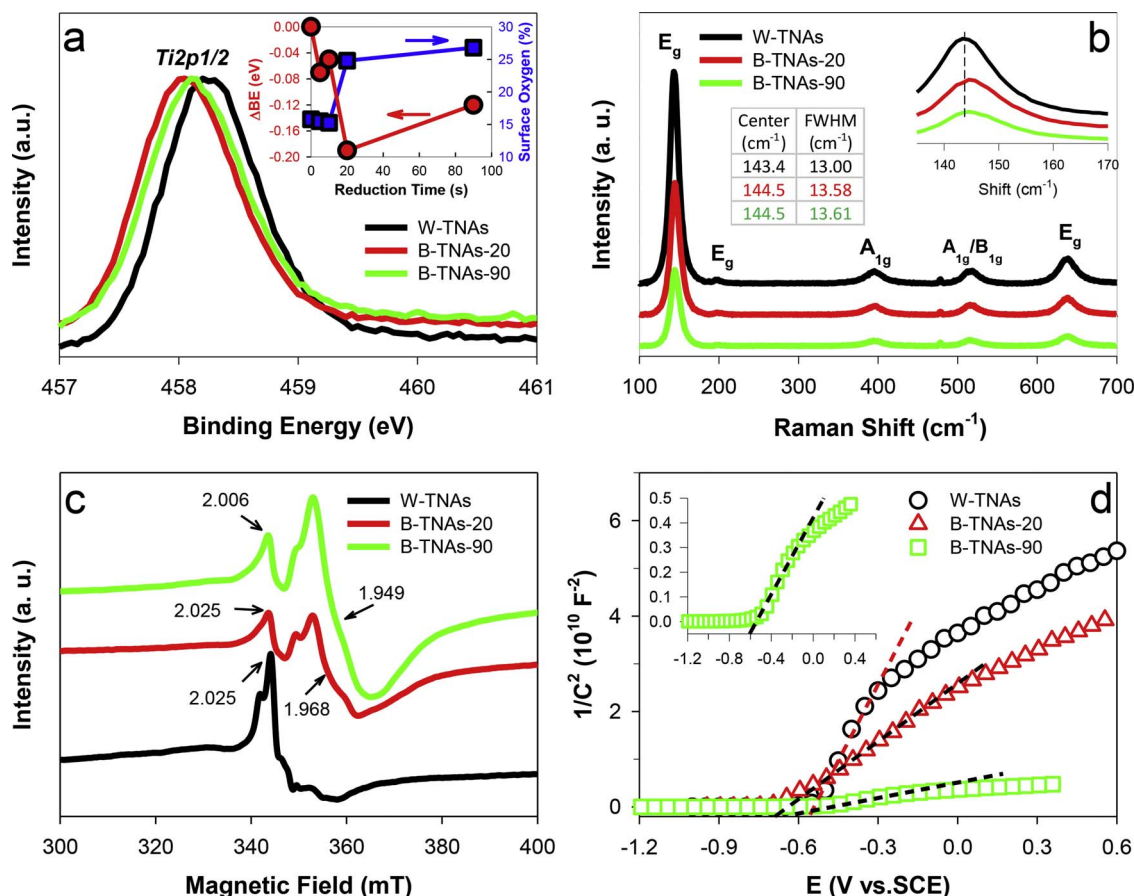 a
Ti2p1/2
Intensity (a.u.)
0.00
-0.04
-0.08
-0.12
-0.16
-0.20
ΔBE (eV)
30
25
20
15
10
Surface Oxygen (%)
0 20 40 60 80 100
Reduction Time (s)
W-TNAs
B-TNAs-20
B-TNAs-90
457 458 459 460 461
Binding Energy (eV)
b
E_g
W-TNAs
B-TNAs-20
B-TNAs-90
Center FWHM
(cm⁻¹) (cm⁻¹)
143.4 13.00
144.5 13.58
144.5 13.61
140 150 160 170
Shift (cm⁻¹)
E_g
A_1g
A_1g/B_1g
E_g
Intensity (a. u.)
100 200 300 400 500 600 700
Raman Shift (cm⁻¹)
c
2.006
W-TNAs
B-TNAs-20
B-TNAs-90
2.025
1.949
2.025
1.968
Intensity (a. u.)
300 320 340 360 380 400
Magnetic Field (mT)
d
W-TNAs
B-TNAs-20
B-TNAs-90
0.5
0.4
0.3
0.2
0.1
0.0
-1.2 -0.8 -0.4 0.0 0.4
6
4
2
0
1/C² (10¹⁰ F⁻²)
-1.2 -0.9 -0.6 -0.3 0.0 0.3 0.6
E (V vs.SCE)